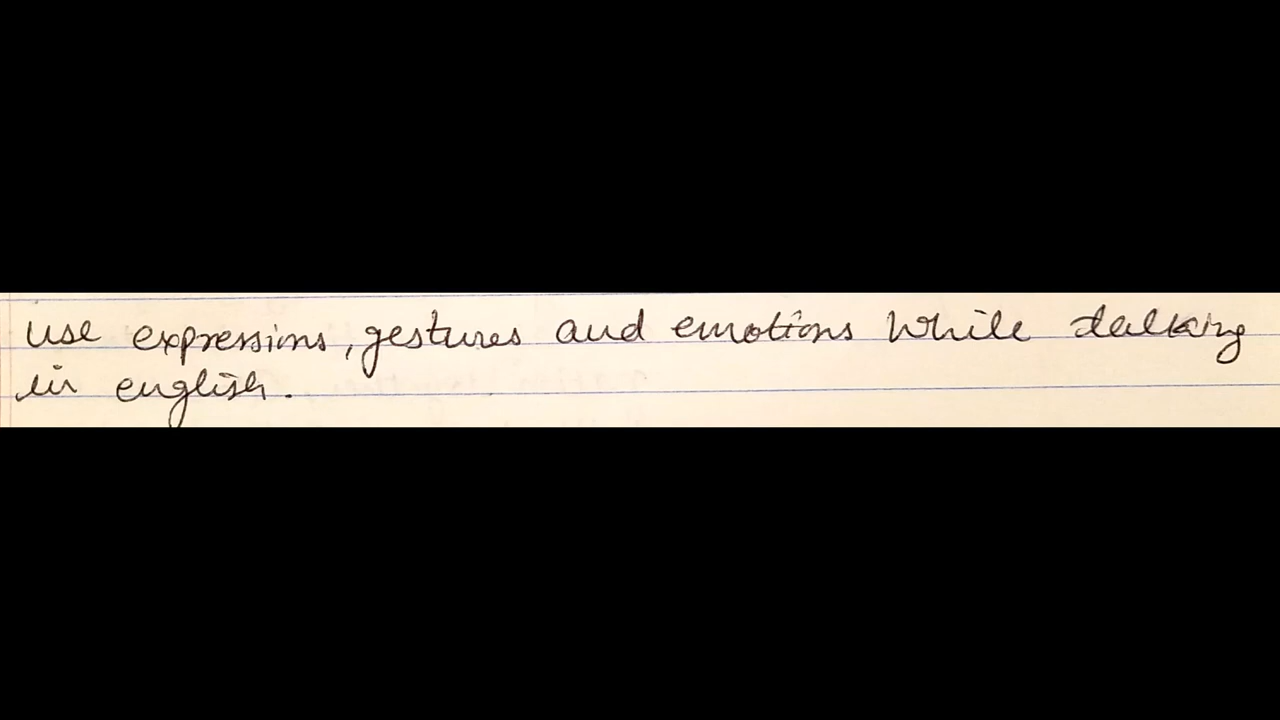 use expressions, gestures and emotions while talking
in english.